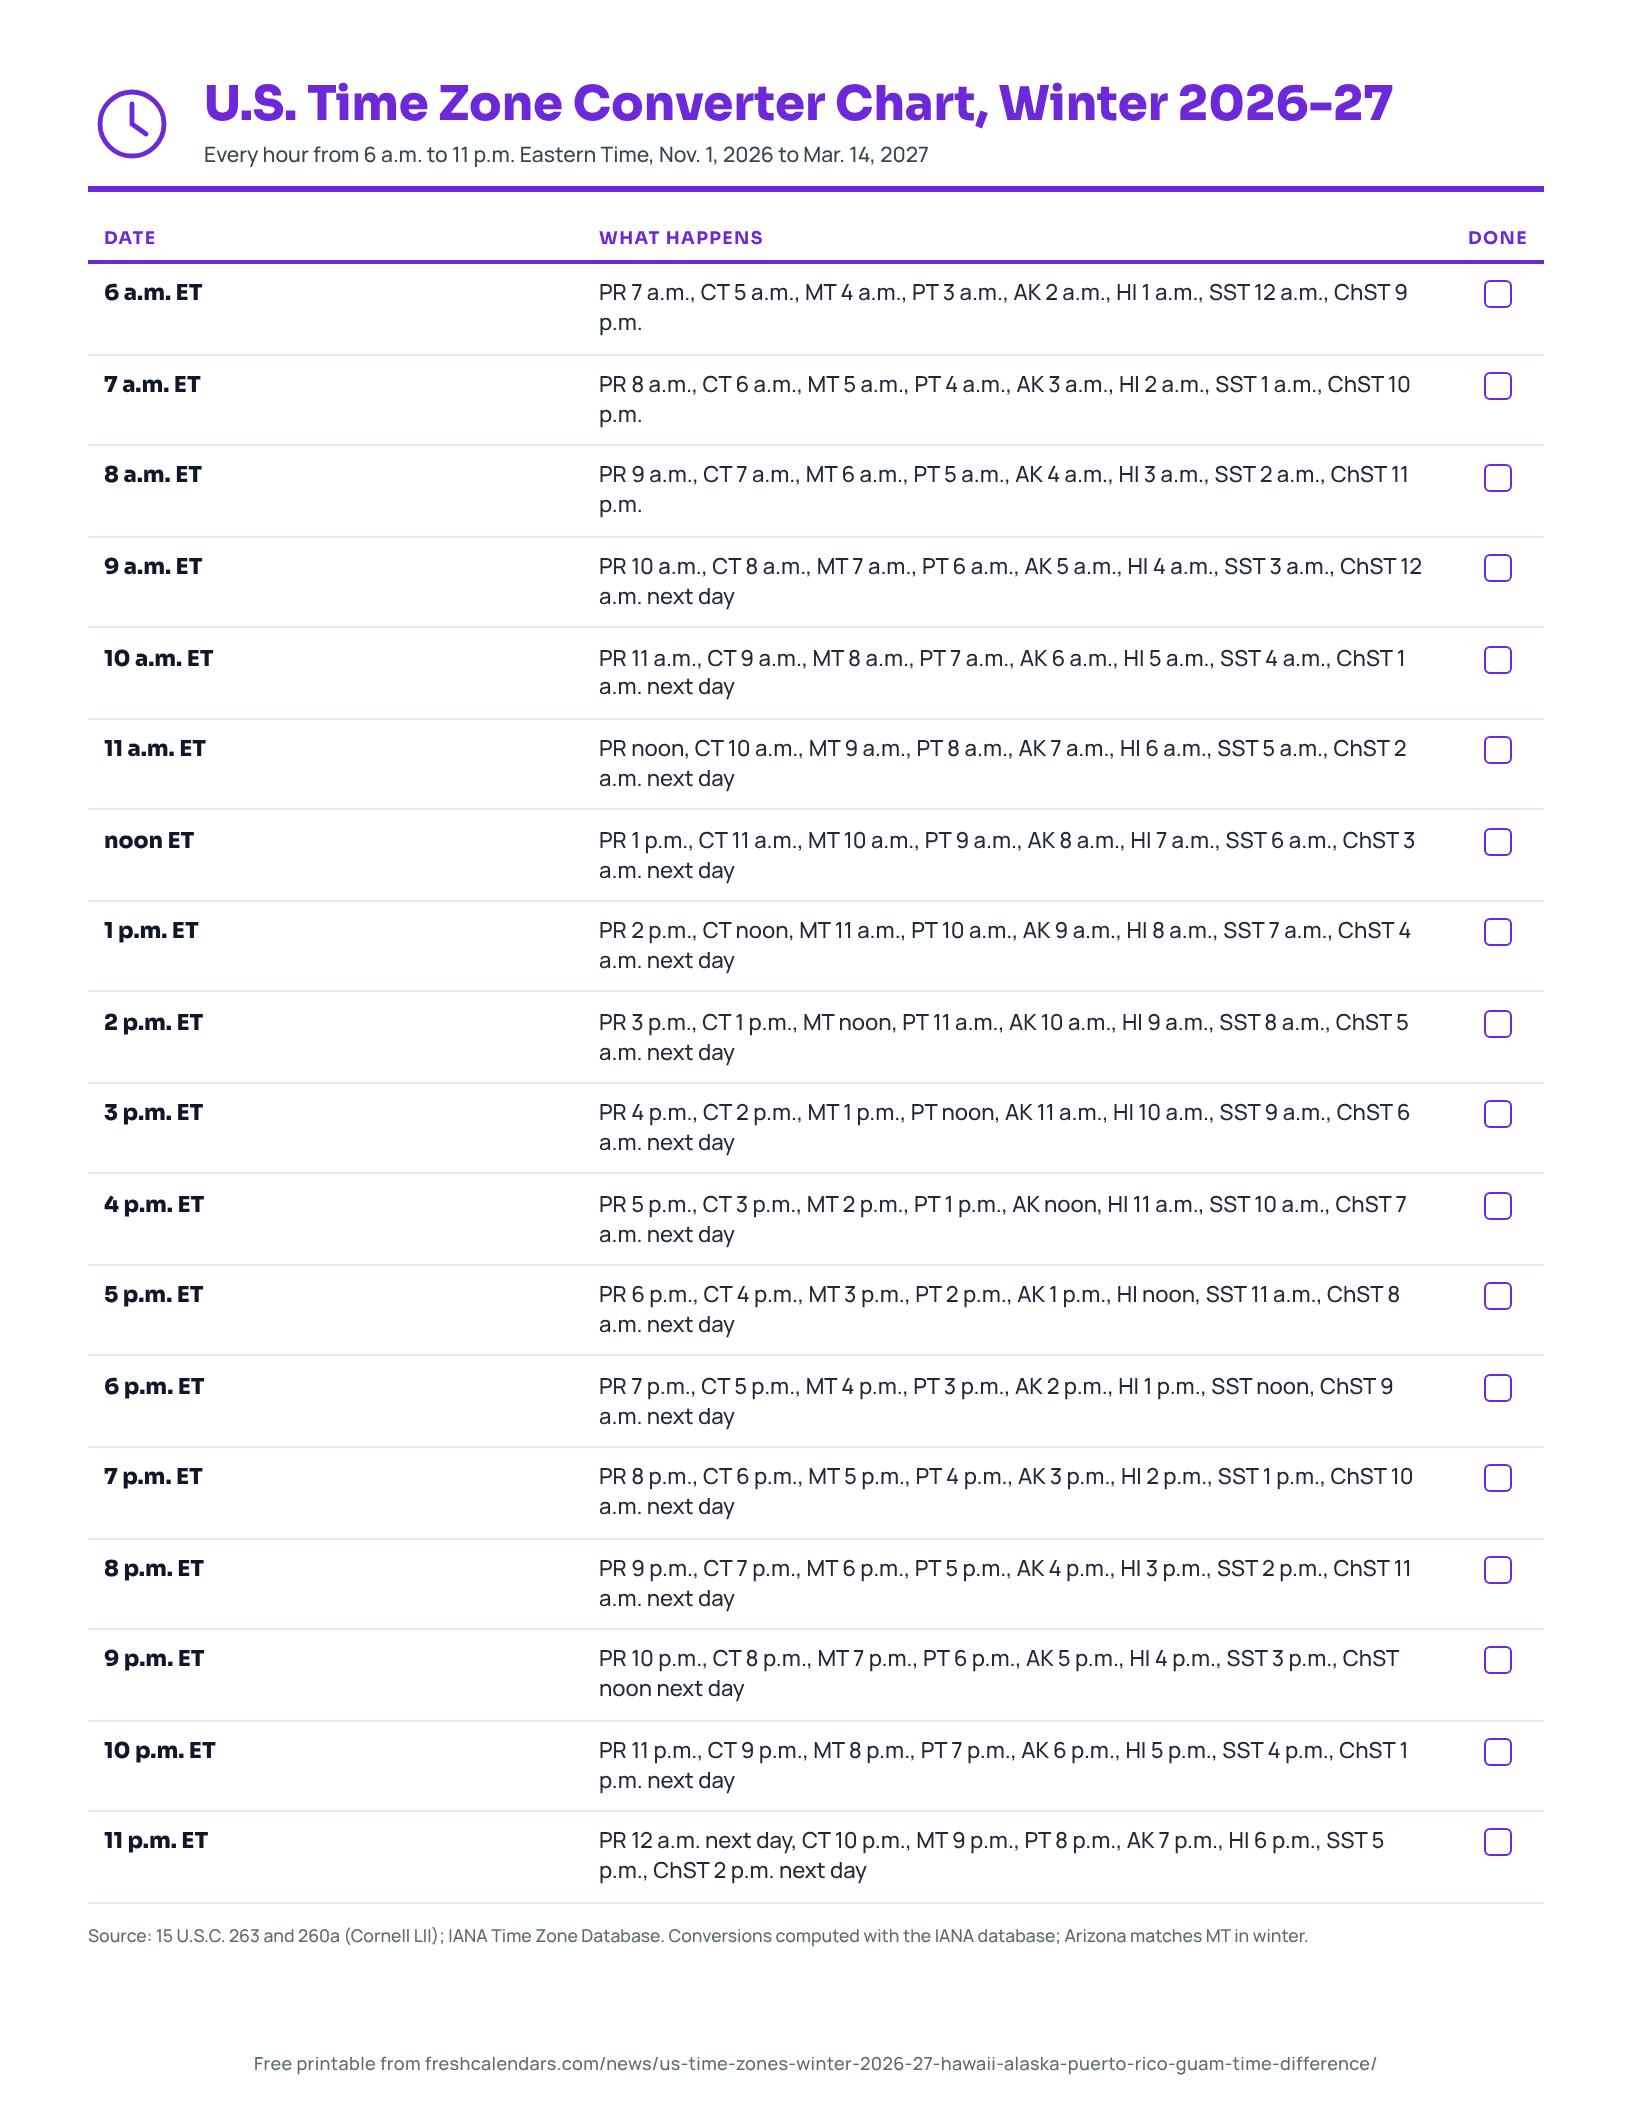 U.S. Time Zone Converter Chart, Winter 2026–27
Every hour from 6 a.m. to 11 p.m. Eastern Time, Nov. 1, 2026 to Mar. 14, 2027
DATE WHAT HAPPENS DONE
6 a.m. ET PR 7 a.m., CT 5 a.m., MT 4 a.m., PT 3 a.m., AK 2 a.m., HI 1 a.m., SST 12 a.m., ChST 9
p.m.
7 a.m. ET PR 8 a.m., CT 6 a.m., MT 5 a.m., PT 4 a.m., AK 3 a.m., HI 2 a.m., SST 1 a.m., ChST 10
p.m.
8 a.m. ET PR 9 a.m., CT 7 a.m., MT 6 a.m., PT 5 a.m., AK 4 a.m., HI 3 a.m., SST 2 a.m., ChST 11
p.m.
9 a.m. ET PR 10 a.m., CT 8 a.m., MT 7 a.m., PT 6 a.m., AK 5 a.m., HI 4 a.m., SST 3 a.m., ChST 12
a.m. next day
10 a.m. ET PR 11 a.m., CT 9 a.m., MT 8 a.m., PT 7 a.m., AK 6 a.m., HI 5 a.m., SST 4 a.m., ChST 1
a.m. next day
11 a.m. ET PR noon, CT 10 a.m., MT 9 a.m., PT 8 a.m., AK 7 a.m., HI 6 a.m., SST 5 a.m., ChST 2
a.m. next day
noon ET PR 1 p.m., CT 11 a.m., MT 10 a.m., PT 9 a.m., AK 8 a.m., HI 7 a.m., SST 6 a.m., ChST 3
a.m. next day
1 p.m. ET PR 2 p.m., CT noon, MT 11 a.m., PT 10 a.m., AK 9 a.m., HI 8 a.m., SST 7 a.m., ChST 4
a.m. next day
2 p.m. ET PR 3 p.m., CT 1 p.m., MT noon, PT 11 a.m., AK 10 a.m., HI 9 a.m., SST 8 a.m., ChST 5
a.m. next day
3 p.m. ET PR 4 p.m., CT 2 p.m., MT 1 p.m., PT noon, AK 11 a.m., HI 10 a.m., SST 9 a.m., ChST 6
a.m. next day
4 p.m. ET PR 5 p.m., CT 3 p.m., MT 2 p.m., PT 1 p.m., AK noon, HI 11 a.m., SST 10 a.m., ChST 7
a.m. next day
5 p.m. ET PR 6 p.m., CT 4 p.m., MT 3 p.m., PT 2 p.m., AK 1 p.m., HI noon, SST 11 a.m., ChST 8
a.m. next day
6 p.m. ET PR 7 p.m., CT 5 p.m., MT 4 p.m., PT 3 p.m., AK 2 p.m., HI 1 p.m., SST noon, ChST 9
a.m. next day
7 p.m. ET PR 8 p.m., CT 6 p.m., MT 5 p.m., PT 4 p.m., AK 3 p.m., HI 2 p.m., SST 1 p.m., ChST 10
a.m. next day
8 p.m. ET PR 9 p.m., CT 7 p.m., MT 6 p.m., PT 5 p.m., AK 4 p.m., HI 3 p.m., SST 2 p.m., ChST 11
a.m. next day
9 p.m. ET PR 10 p.m., CT 8 p.m., MT 7 p.m., PT 6 p.m., AK 5 p.m., HI 4 p.m., SST 3 p.m., ChST
noon next day
10 p.m. ET PR 11 p.m., CT 9 p.m., MT 8 p.m., PT 7 p.m., AK 6 p.m., HI 5 p.m., SST 4 p.m., ChST 1
p.m. next day
11 p.m. ET PR 12 a.m. next day, CT 10 p.m., MT 9 p.m., PT 8 p.m., AK 7 p.m., HI 6 p.m., SST 5
p.m., ChST 2 p.m. next day
Source: 15 U.S.C. 263 and 260a (Cornell LII); IANA Time Zone Database. Conversions computed with the IANA database; Arizona matches MT in winter.
Free printable from freshcalendars.com/news/us-time-zones-winter-2026-27-hawaii-alaska-puerto-rico-guam-time-difference/